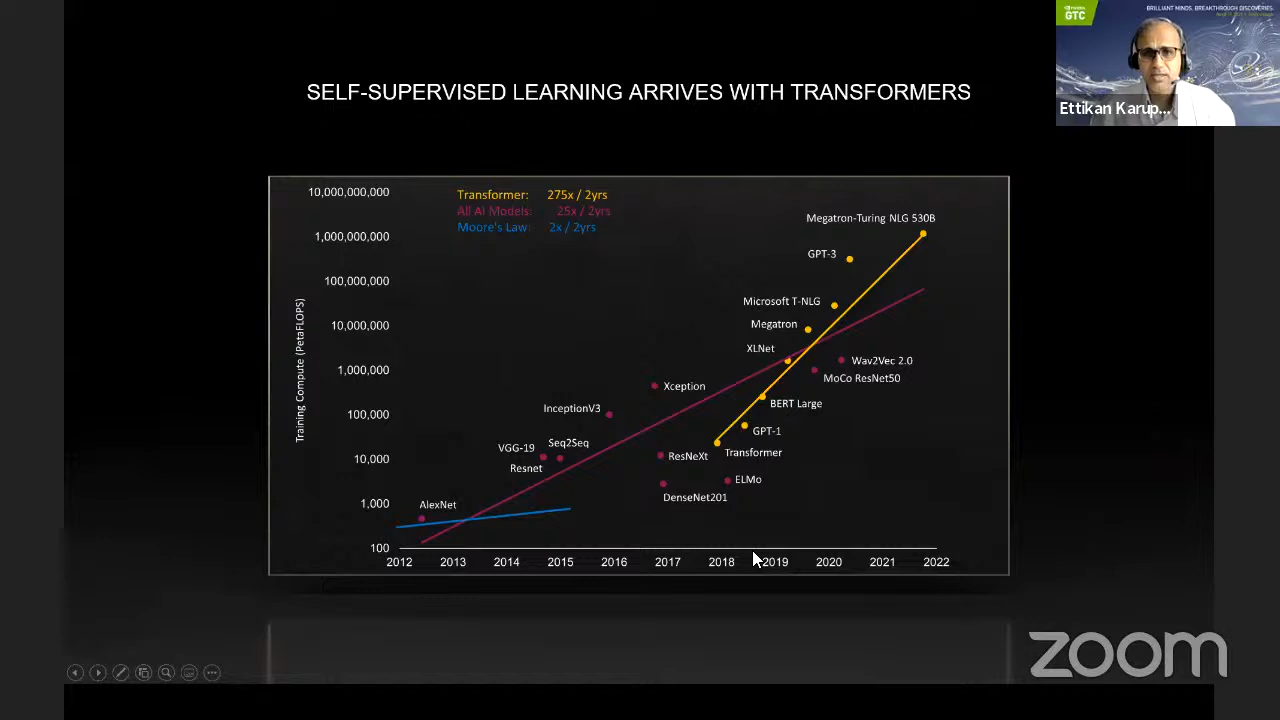 GTC
BRILLIANT MINDS. BREAKTHROUGH DISCOVERIES.
Ettikan Karup...
SELF-SUPERVISED LEARNING ARRIVES WITH TRANSFORMERS
Transformer: 275x / 2yrs
All AI Models: 25x / 2yrs
Moore's Law: 2x / 2yrs
Training Compute (PetaFLOPS)
10,000,000,000
1,000,000,000
100,000,000
10,000,000
1,000,000
100,000
10,000
1,000
100
Megatron-Turing NLG 530B
GPT-3
Microsoft T-NLG
Megatron
XLNet
Wav2Vec 2.0
MoCo ResNet50
Xception
BERT Large
InceptionV3
GPT-1
Seq2Seq
VGG-19
Transformer
ResNeXt
Resnet
ELMo
DenseNet201
AlexNet
2012 2013 2014 2015 2016 2017 2018 2019 2020 2021 2022
zoom